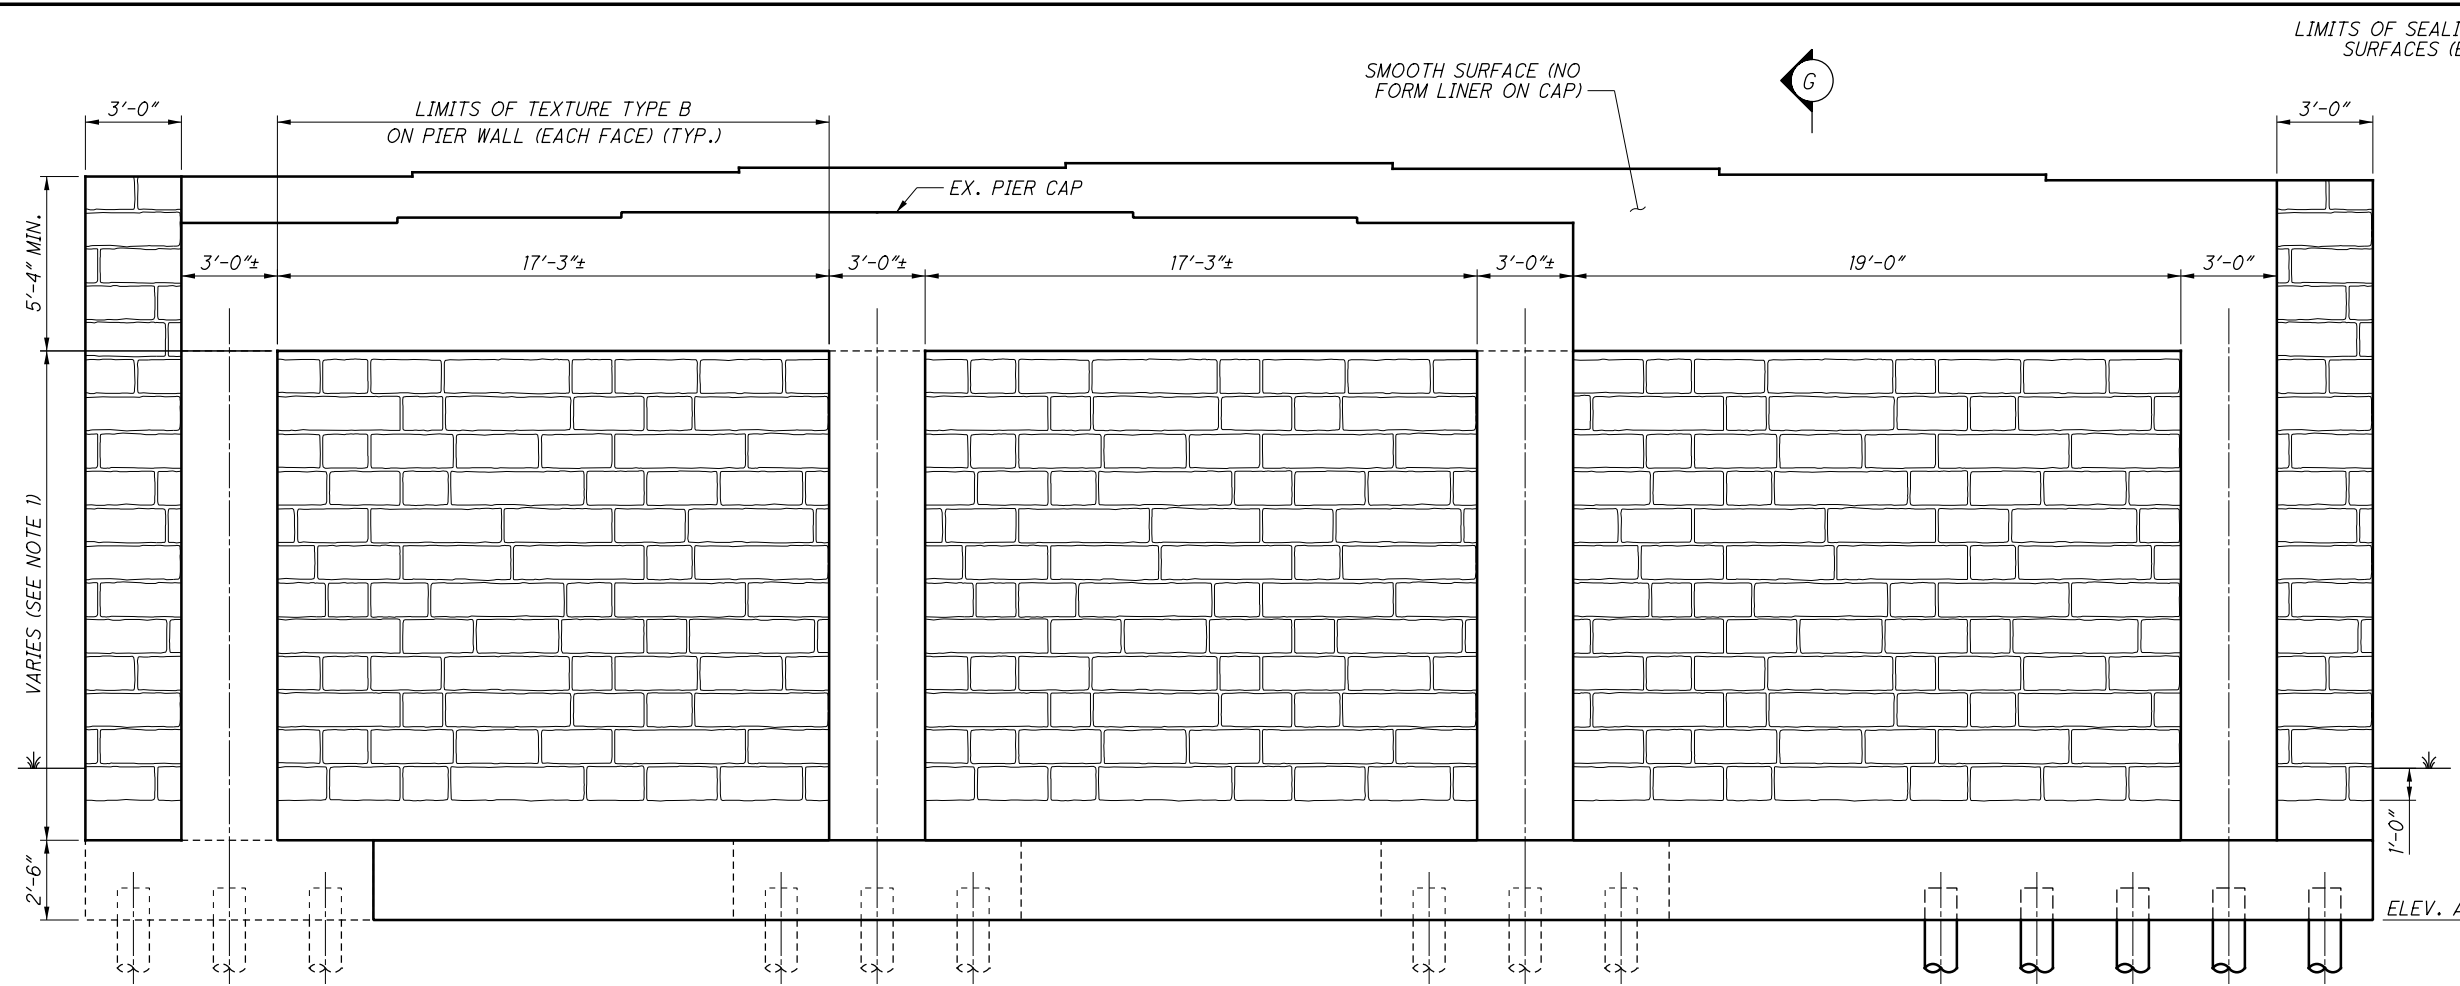 LIMITS OF SEALI
SURFACES (E
SMOOTH SURFACE (NO
FORM LINER ON CAP)
G
3'-0"
LIMITS OF TEXTURE TYPE B
ON PIER WALL (EACH FACE) (TYP.)
3'-0"
EX. PIER CAP
5'-4" MIN.
3'-0"±
17'-3"±
3'-0"±
17'-3"±
3'-0"±
19'-0"
3'-0"
VARIES (SEE NOTE 1)
1'-0"
2'-6"
ELEV. A